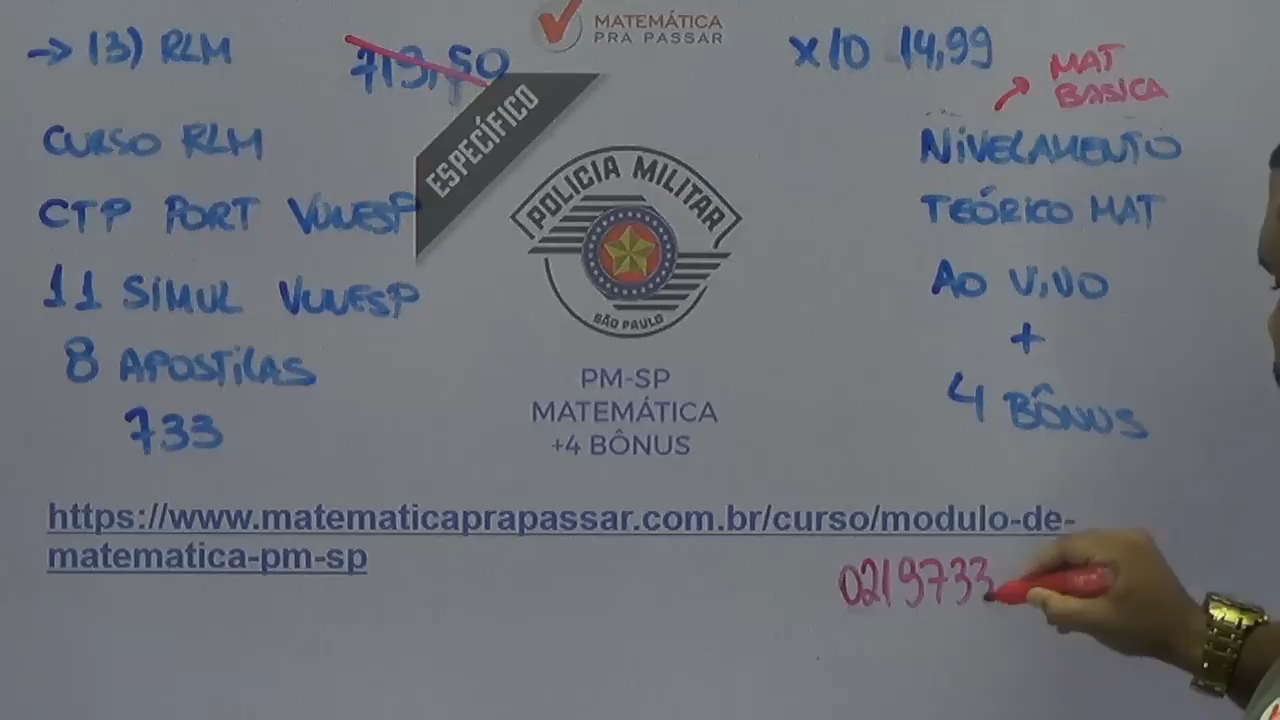 MATEMÁTICA
PRA PASSAR
→ 13) RLM
719,50
x10 14,99
MAT
BASICA
CURSO RLM
CTP PORT VUNESP
11 SIMUL VUNESP
8 APOSTILAS
733
ESPECÍFICO
POLICIA MILITAR
SÃO PAULO
PM-SP
MATEMÁTICA
+4 BÔNUS
NIVELAMENTO
TEÓRICO MAT
AO VIVO
+
4 BÔNUS
https://www.matematicaprapassar.com.br/curso/modulo-de-
matematica-pm-sp
0219733